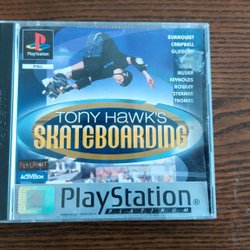 PlayStation
PAL
BURNQUIST
CAMPBELL
GLIFBERG
MUSKA
REYNOLDS
ROWLEY
STEAMER
THOMAS
TONY HAWK'S
SKATEBOARDING
NEVERSOFT
ACTIVISION
PlayStation
PLATINUM